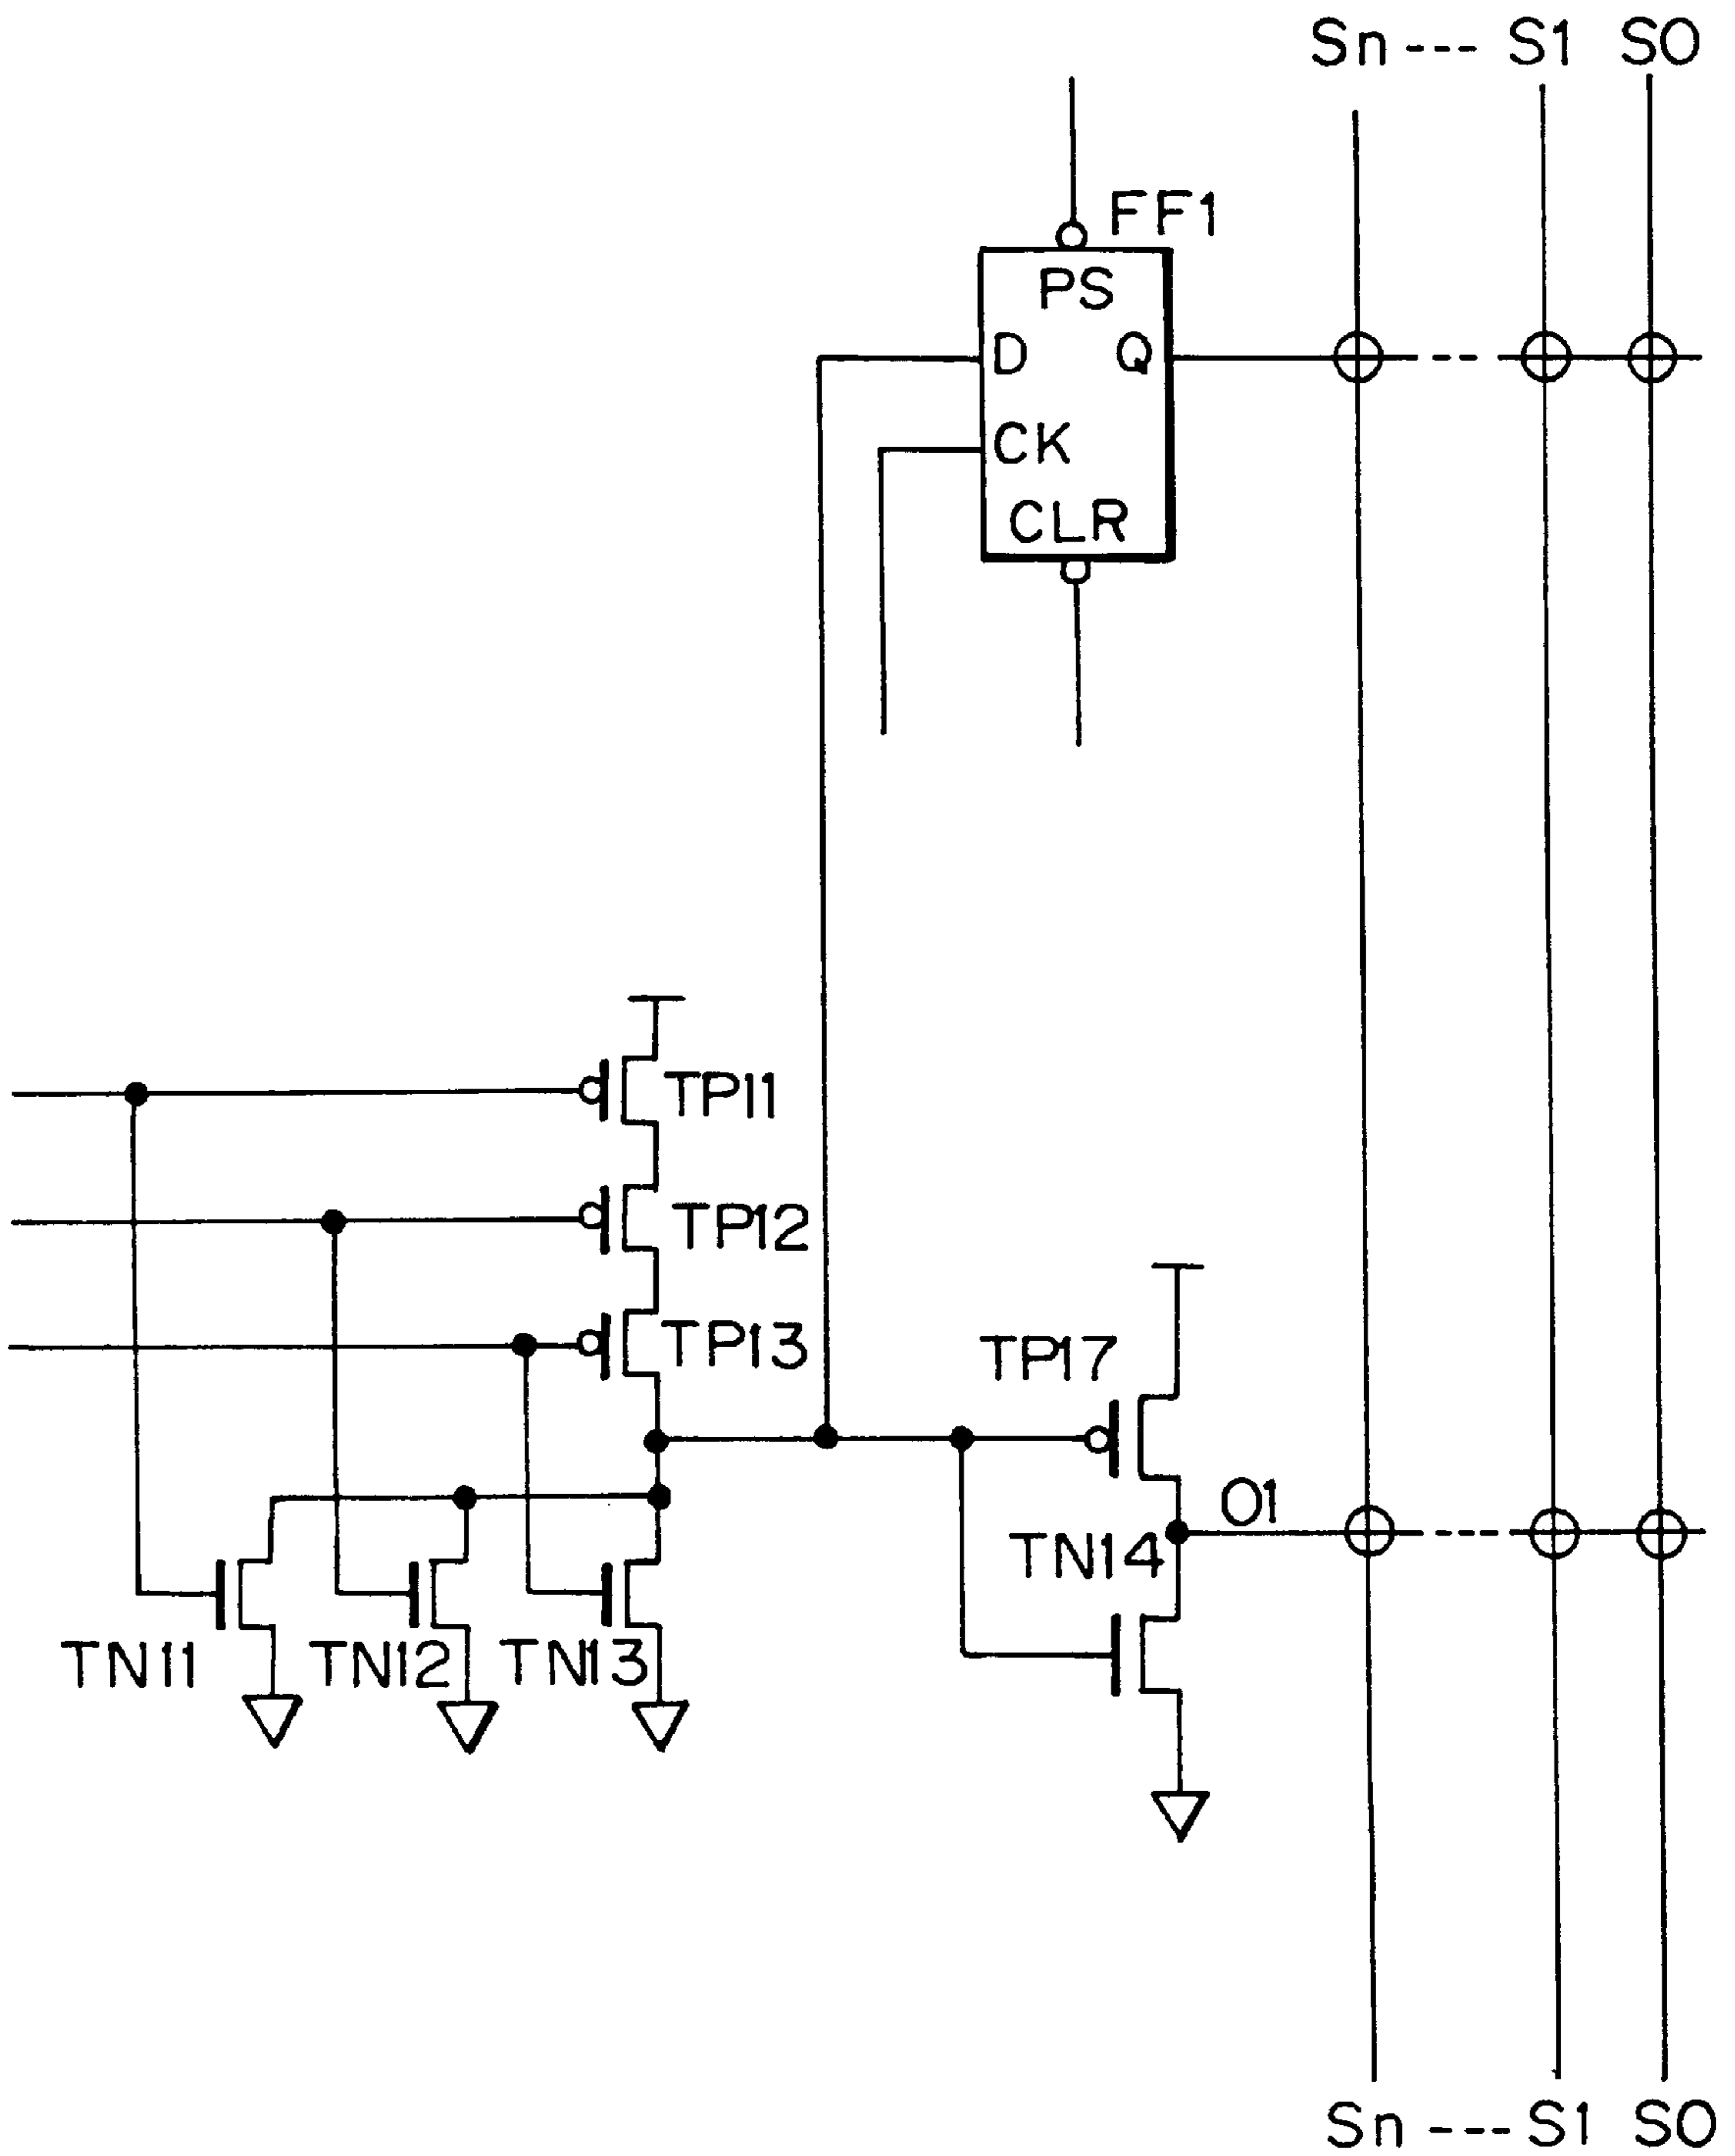 Sn --- S1 S0
FF1
PS
D Q
CK
CLR
TP11
TP12
TP13
TP17
O1
TN14
TN11 TN12 TN13
Sn --- S1 S0